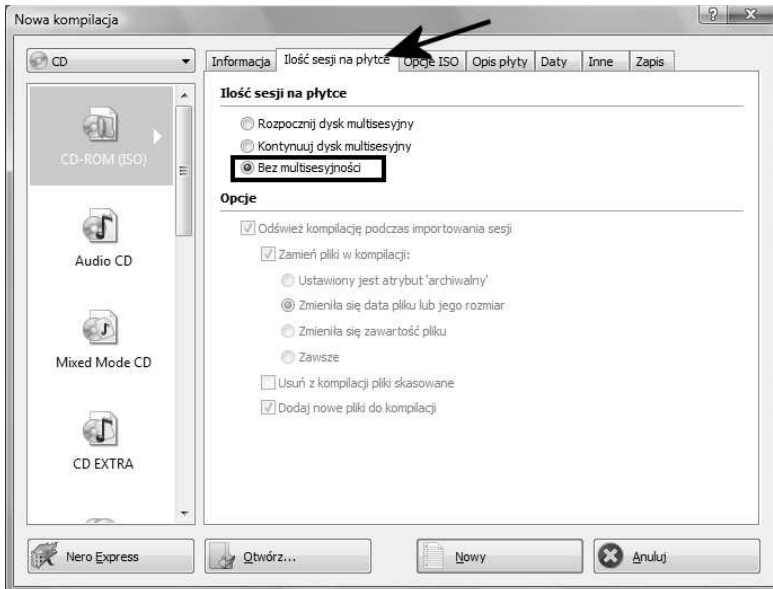 Nowa kompilacja
CD
CD-ROM (ISO)
Audio CD
Mixed Mode CD
CD EXTRA
Informacja
Ilość sesji na płytce
Opcje ISO
Opis płyty
Daty
Inne
Zapis
Ilość sesji na płytce
Rozpocznij dysk multisesyjny
Kontynuuj dysk multisesyjny
Bez multisesyjności
Opcje
Odśwież kompilację podczas importowania sesji
Zamień pliki w kompilacji:
Ustawiony jest atrybut 'archiwalny'
Zmieniła się data pliku lub jego rozmiar
Zmieniła się zawartość pliku
Zawsze
Usuń z kompilacji pliki skasowane
Dodaj nowe pliki do kompilacji
Nero Express
Otwórz...
Nowy
Anuluj